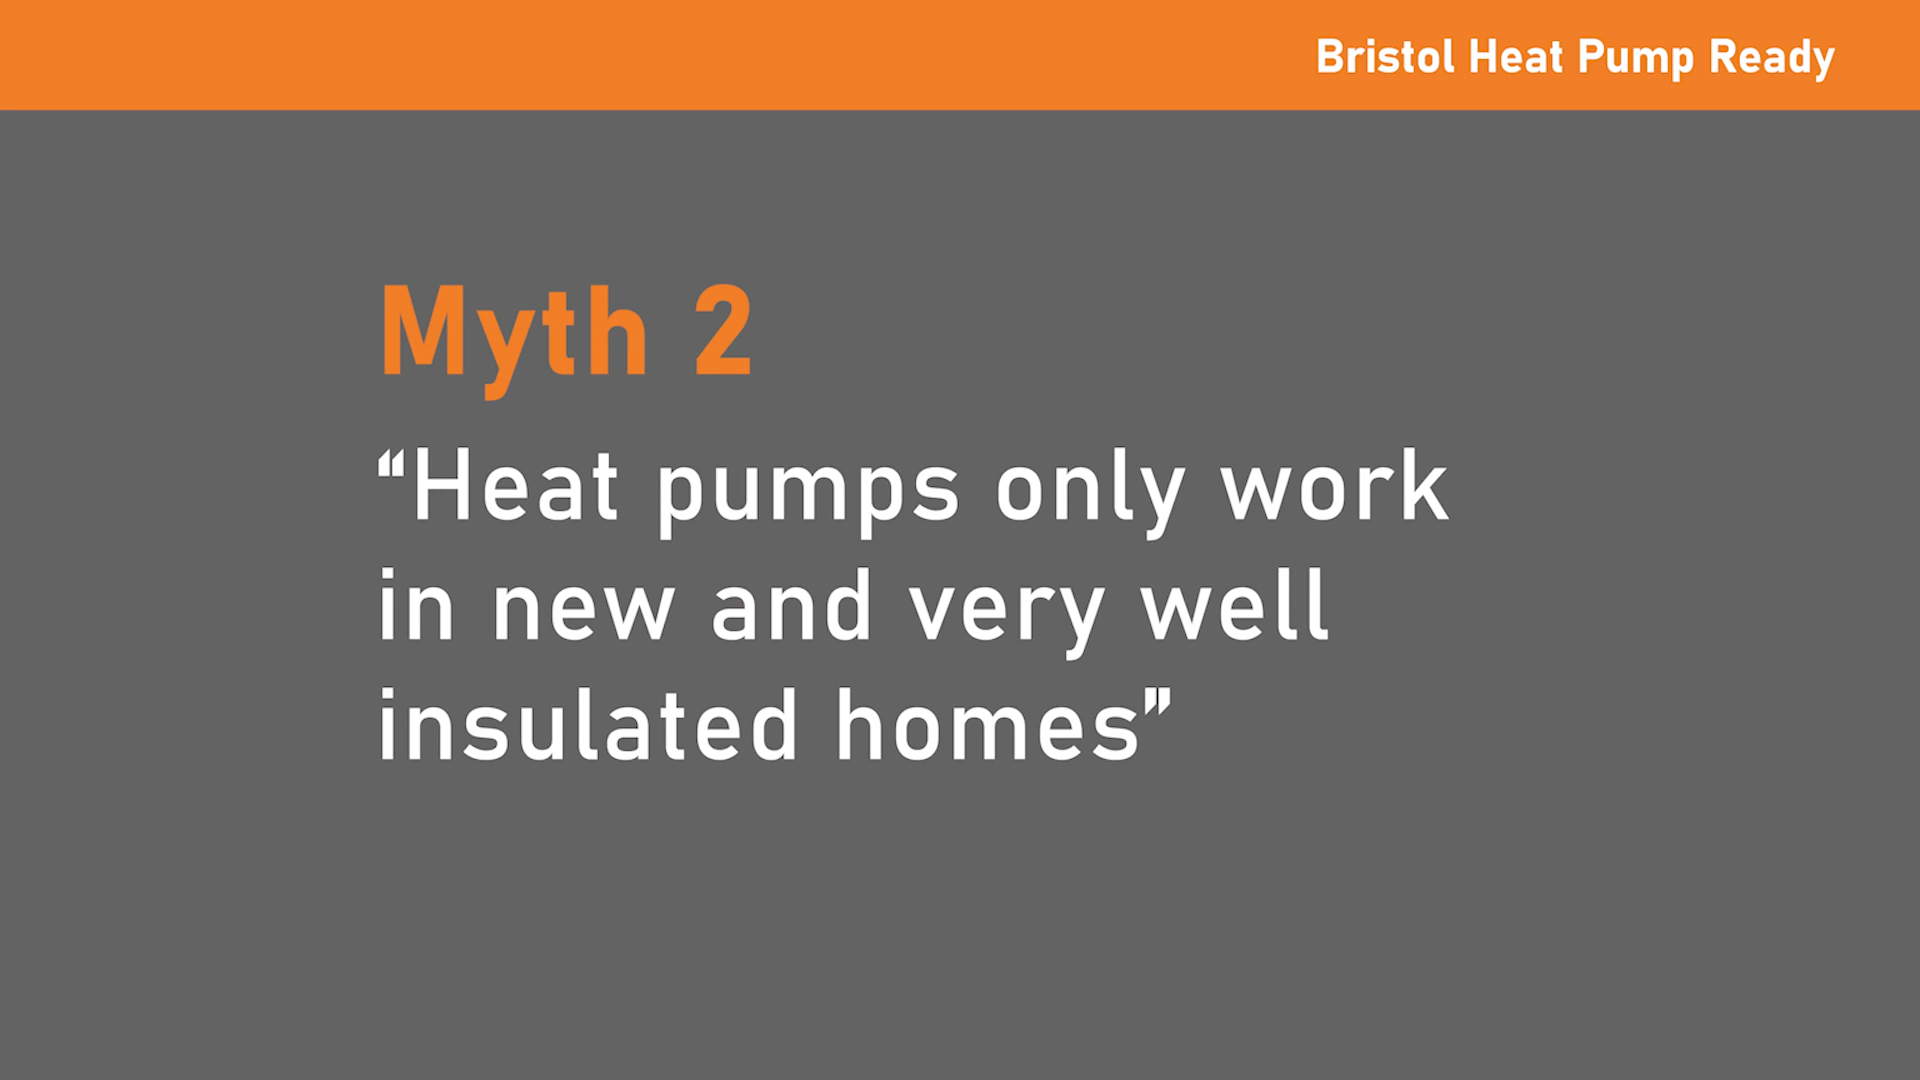 Bristol Heat Pump Ready
Myth 2
“Heat pumps only work
in new and very well
insulated homes”